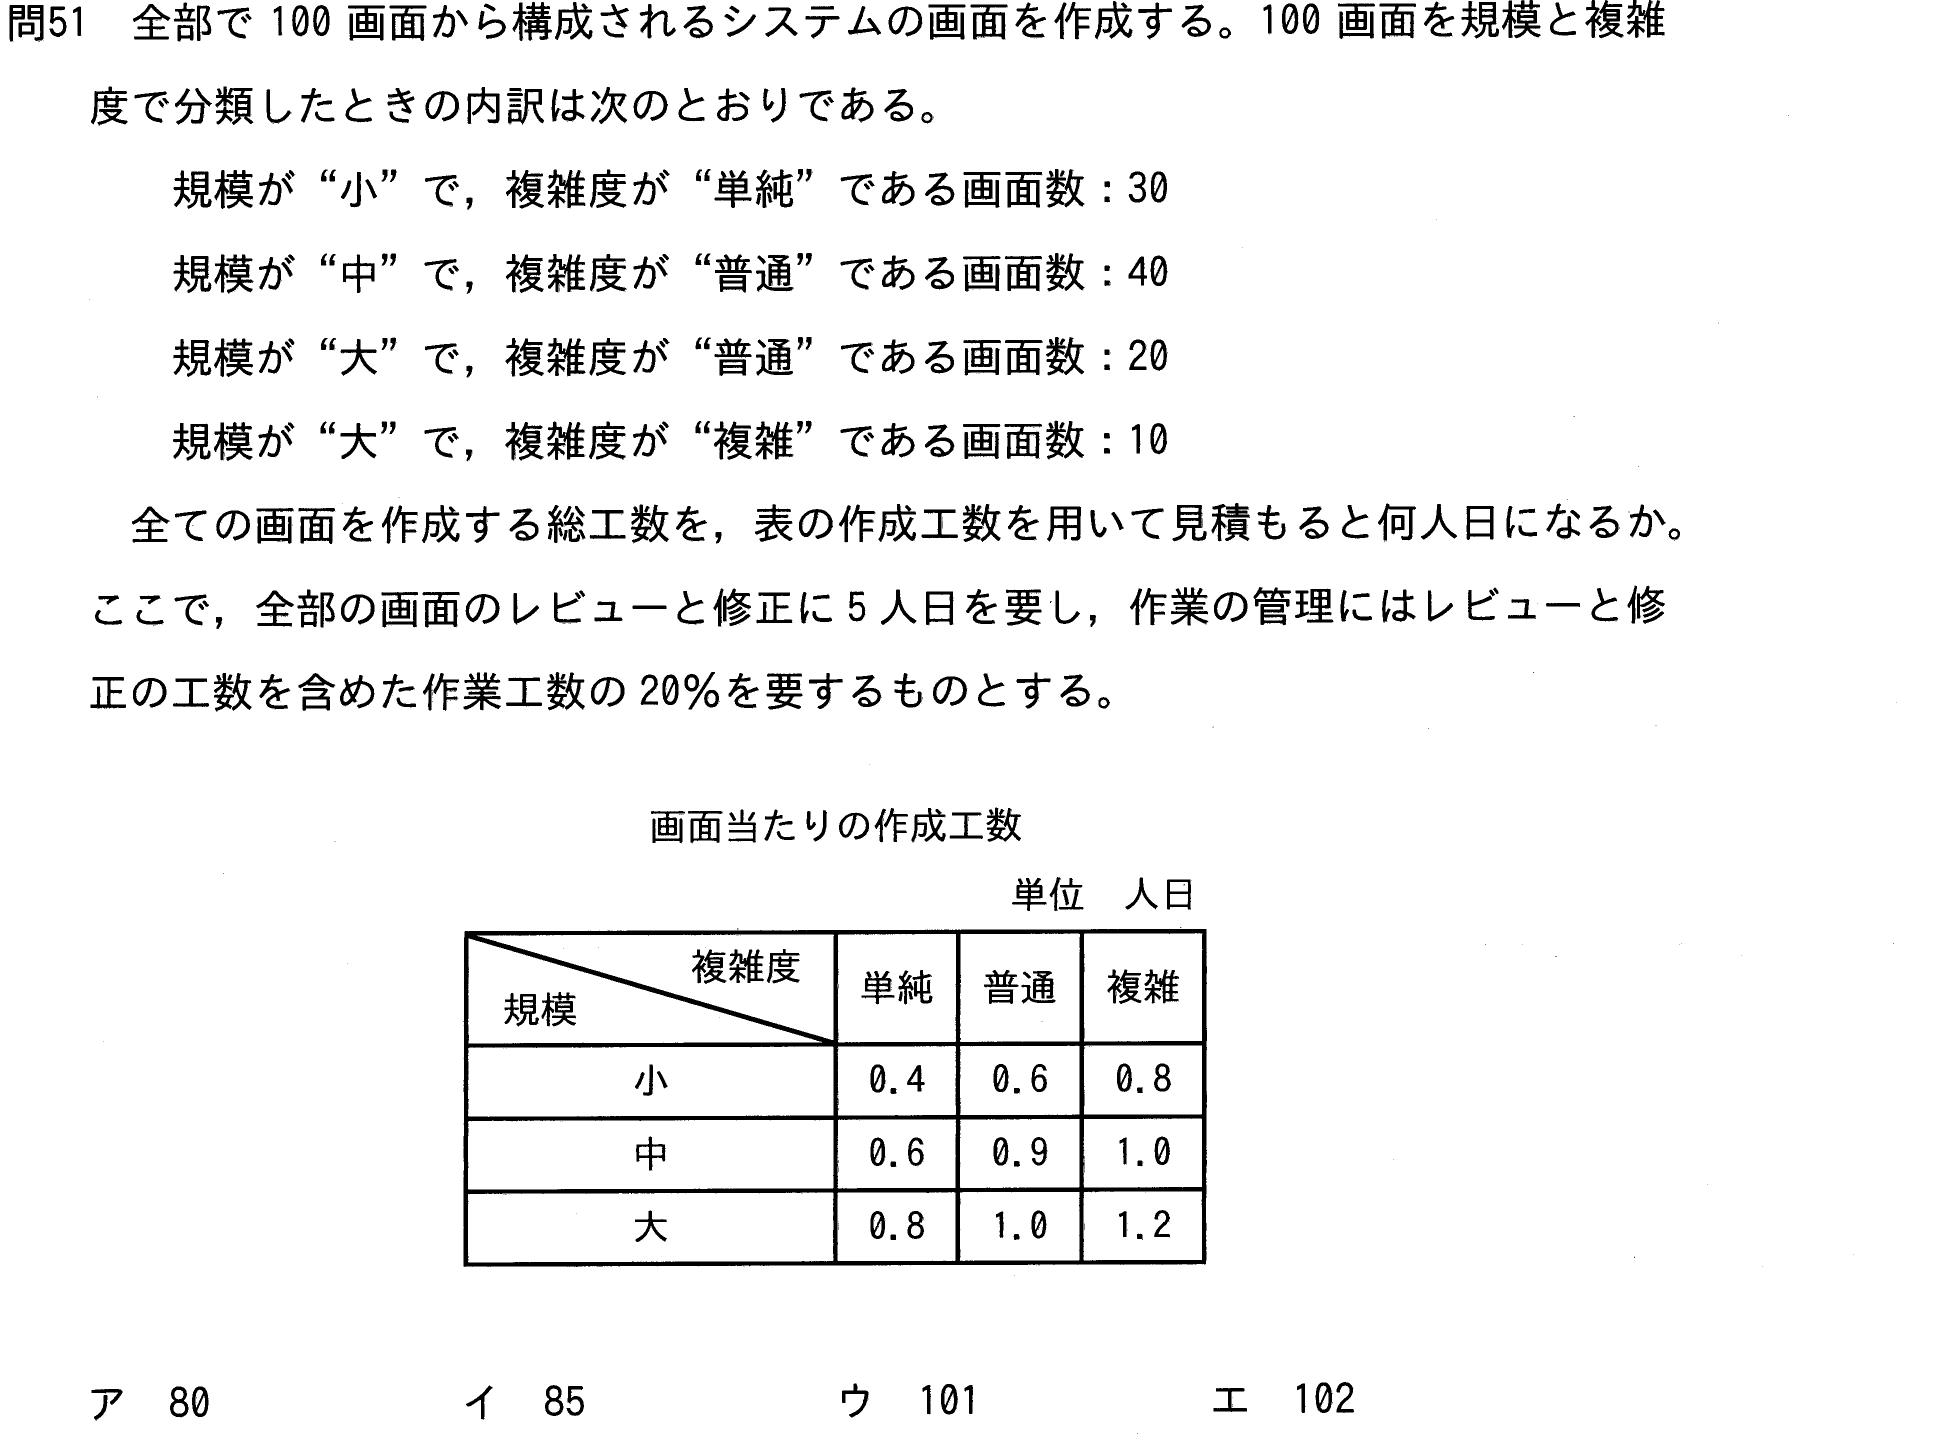 問51　全部で 100 画面から構成されるシステムの画面を作成する。100 画面を規模と複雑
度で分類したときの内訳は次のとおりである。
規模が“小”で，複雑度が“単純”である画面数：30
規模が“中”で，複雑度が“普通”である画面数：40
規模が“大”で，複雑度が“普通”である画面数：20
規模が“大”で，複雑度が“複雑”である画面数：10
全ての画面を作成する総工数を，表の作成工数を用いて見積もると何人日になるか。
ここで，全部の画面のレビューと修正に 5 人日を要し，作業の管理にはレビューと修
正の工数を含めた作業工数の 20％を要するものとする。
画面当たりの作成工数
単位　人日
複雑度
規模　単純　普通　複雑
小　0.4　0.6　0.8
中　0.6　0.9　1.0
大　0.8　1.0　1.2
ア　80　イ　85　ウ　101　エ　102